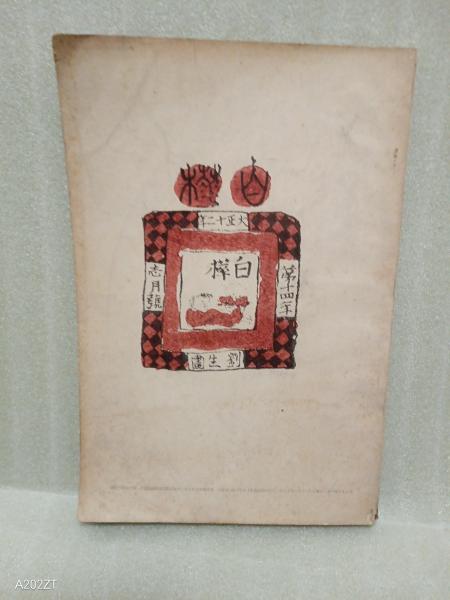 白樺
大正十二年
白樺
第十四年
壱月號
劉生畫
A202ZT